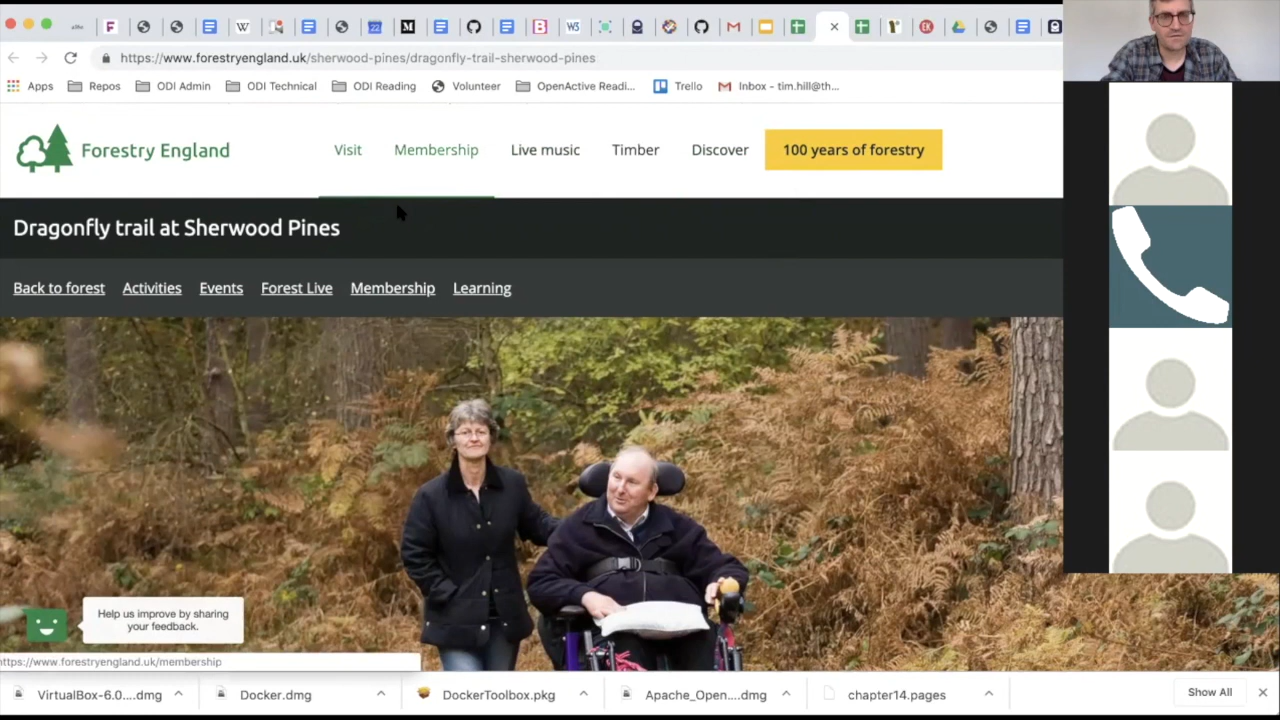 22
https://www.forestryengland.uk/sherwood-pines/dragonfly-trail-sherwood-pines
Apps Repos ODI Admin ODI Technical ODI Reading Volunteer OpenActive Readi... Trello Inbox - tim.hill@th...
Forestry England Visit Membership Live music Timber Discover 100 years of forestry
Dragonfly trail at Sherwood Pines
Back to forest Activities Events Forest Live Membership Learning
Help us improve by sharing
your feedback.
https://www.forestryengland.uk/membership
VirtualBox-6.0....dmg Docker.dmg DockerToolbox.pkg Apache_Open....dmg chapter14.pages Show All